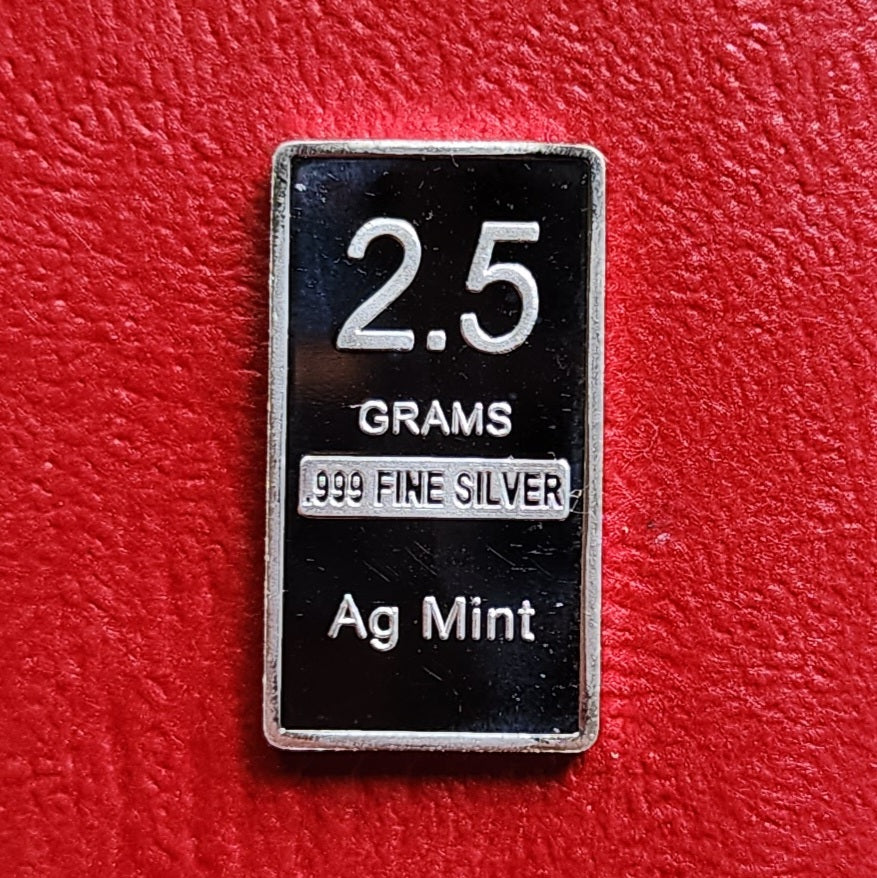 2.5
GRAMS
.999 FINE SILVER
Ag Mint